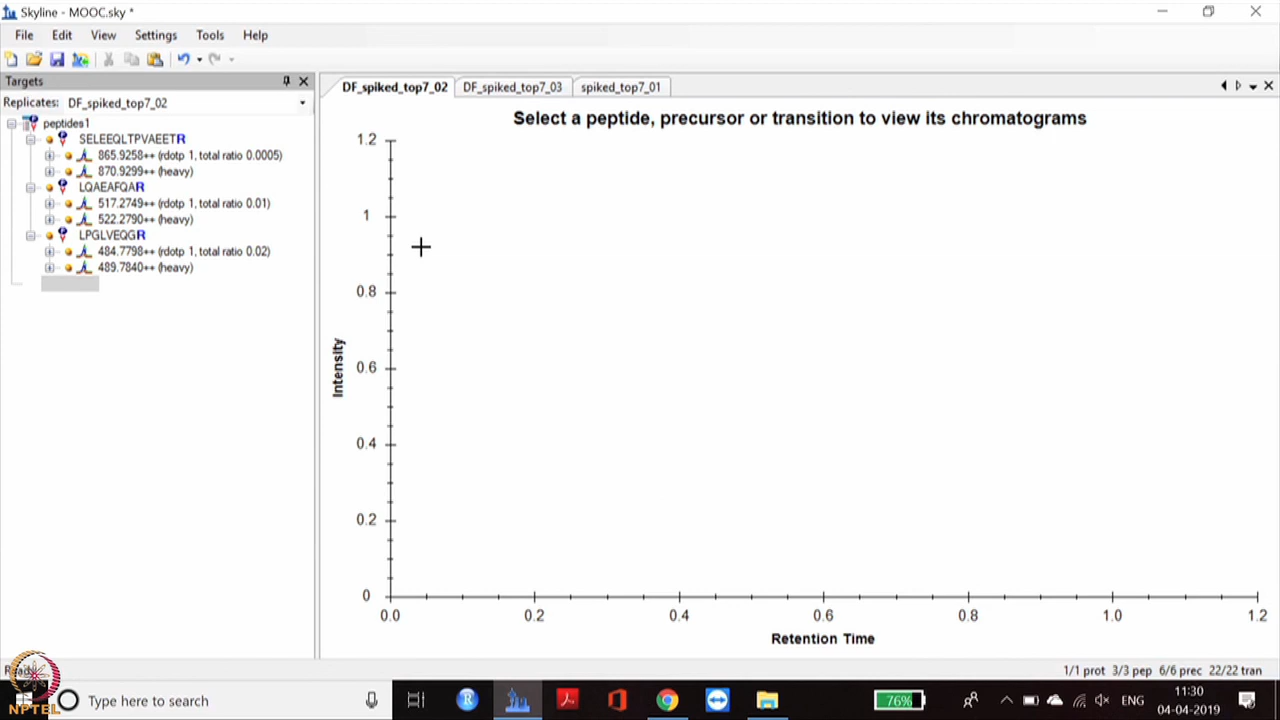 Skyline - MOOC.sky *
File Edit View Settings Tools Help
Targets
Replicates: DF_spiked_top7_02
peptides1
SELEEQLTPVAEETR
865.9258++ (rdotp 1, total ratio 0.0005)
870.9299++ (heavy)
LQAEAFQAR
517.2749++ (rdotp 1, total ratio 0.01)
522.2790++ (heavy)
LPGLVEQGR
484.7798++ (rdotp 1, total ratio 0.02)
489.7840++ (heavy)
DF_spiked_top7_02 DF_spiked_top7_03 spiked_top7_01
Select a peptide, precursor or transition to view its chromatograms
1.2
1
0.8
0.6
0.4
0.2
0
Intensity
0.0 0.2 0.4 0.6 0.8 1.0 1.2
Retention Time
1/1 prot 3/3 pep 6/6 prec 22/22 tran
NPTEL
Type here to search
76%
ENG
11:30
04-04-2019